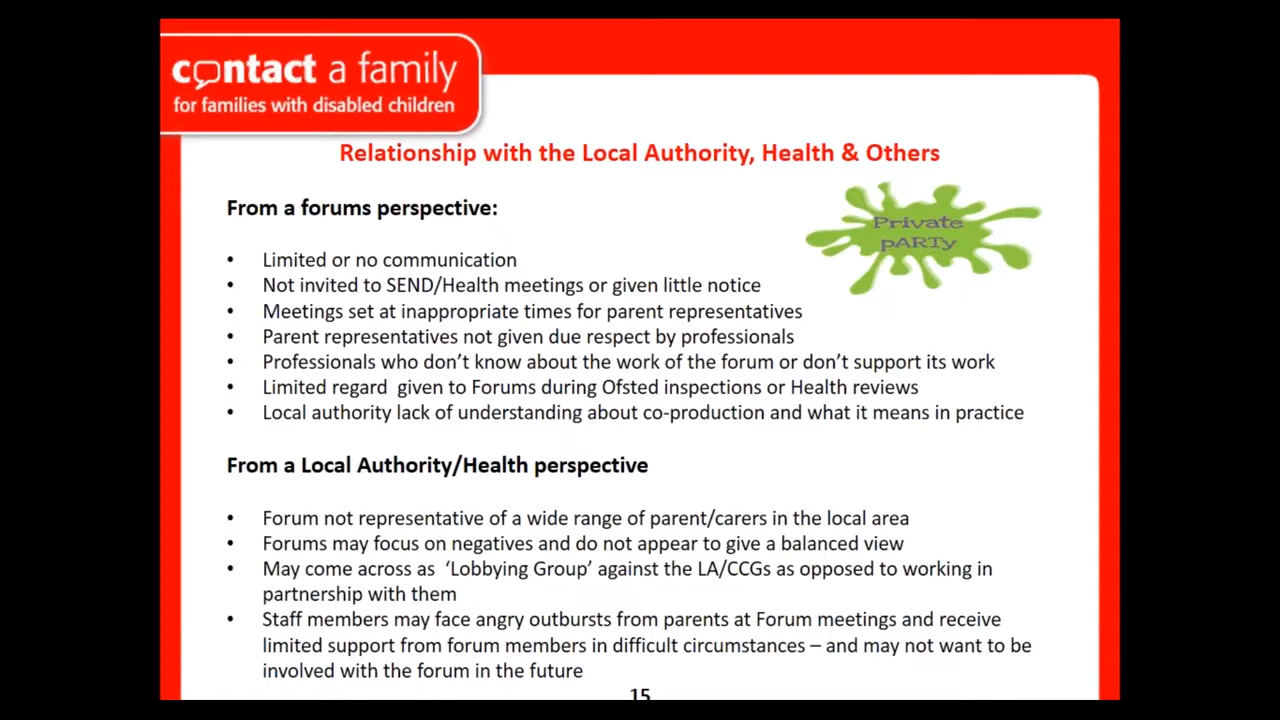 contact a family
for families with disabled children
Relationship with the Local Authority, Health & Others
From a forums perspective:
Private
pARTy
• Limited or no communication
• Not invited to SEND/Health meetings or given little notice
• Meetings set at inappropriate times for parent representatives
• Parent representatives not given due respect by professionals
• Professionals who don’t know about the work of the forum or don’t support its work
• Limited regard given to Forums during Ofsted inspections or Health reviews
• Local authority lack of understanding about co-production and what it means in practice
From a Local Authority/Health perspective
• Forum not representative of a wide range of parent/carers in the local area
• Forums may focus on negatives and do not appear to give a balanced view
• May come across as ‘Lobbying Group’ against the LA/CCGs as opposed to working in
partnership with them
• Staff members may face angry outbursts from parents at Forum meetings and receive
limited support from forum members in difficult circumstances – and may not want to be
involved with the forum in the future
15